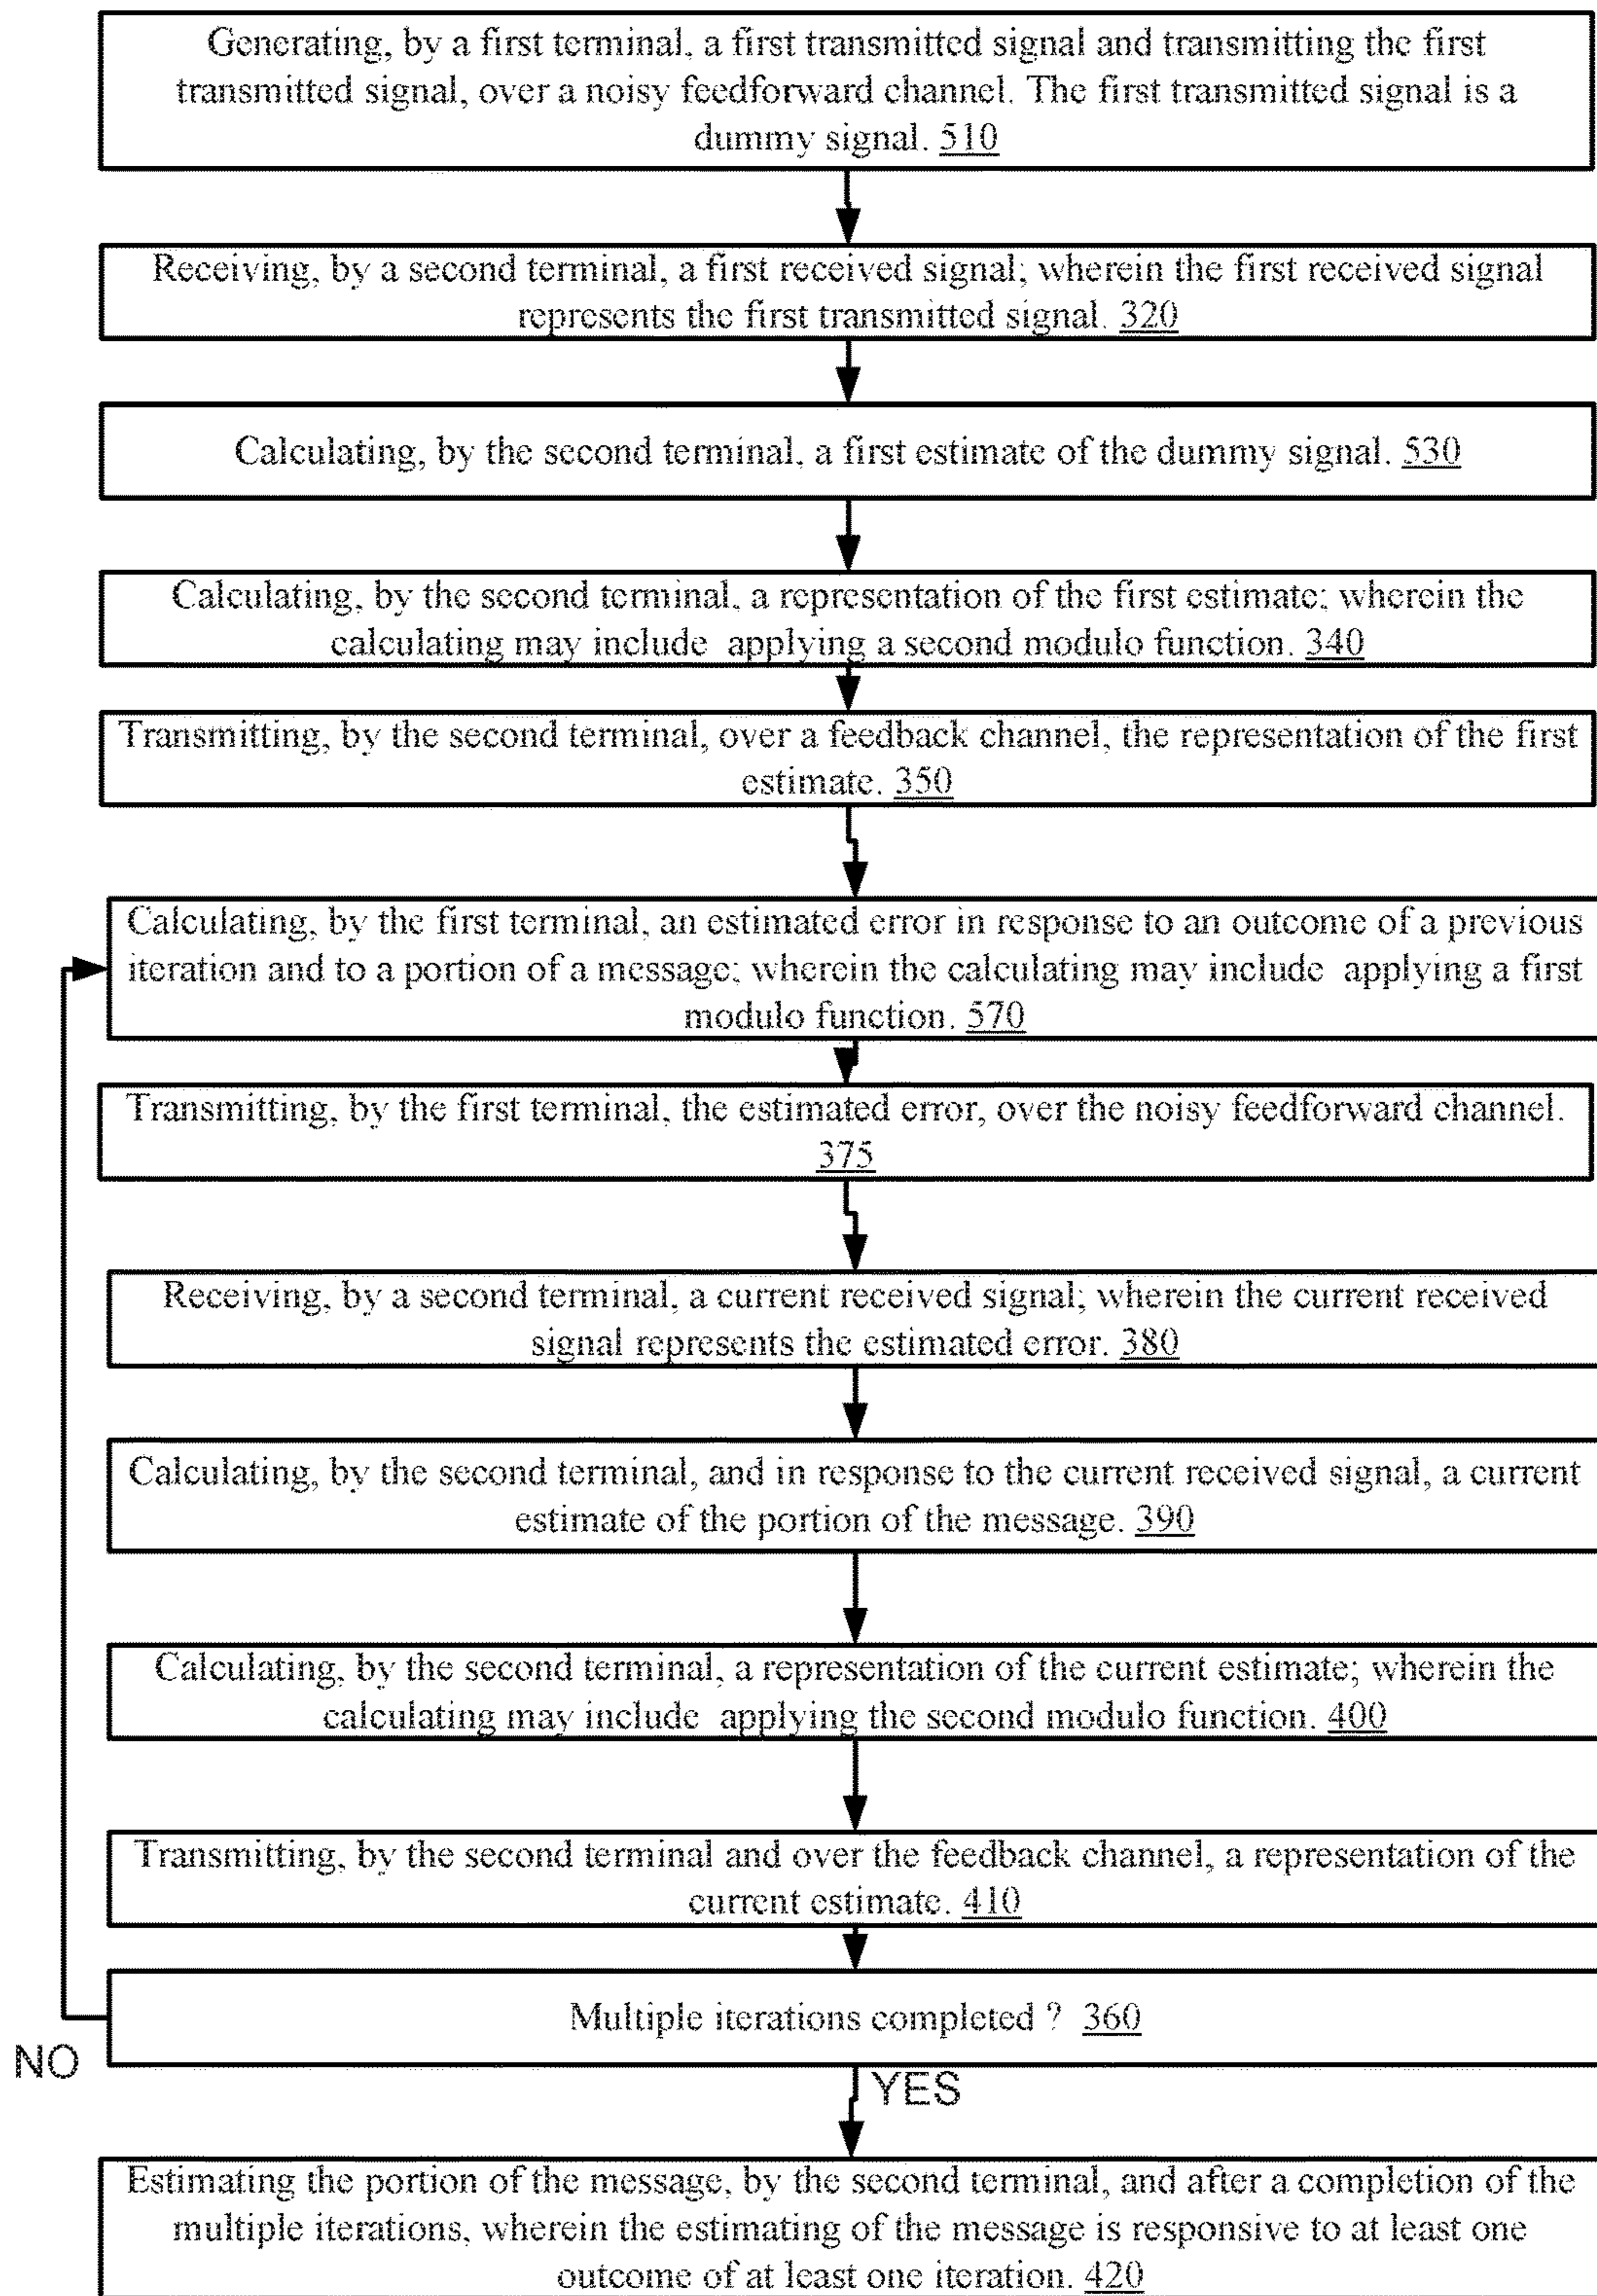 Generating, by a first terminal, a first transmitted signal and transmitting the first
transmitted signal, over a noisy feedforward channel. The first transmitted signal is a
dummy signal. 510
Receiving, by a second terminal, a first received signal; wherein the first received signal
represents the first transmitted signal. 320
Calculating, by the second terminal, a first estimate of the dummy signal. 530
Calculating, by the second terminal, a representation of the first estimate; wherein the
calculating may include applying a second modulo function. 340
Transmitting, by the second terminal, over a feedback channel, the representation of the first
estimate. 350
Calculating, by the first terminal, an estimated error in response to an outcome of a previous
iteration and to a portion of a message; wherein the calculating may include applying a first
modulo function. 570
Transmitting, by the first terminal, the estimated error, over the noisy feedforward channel.
375
Receiving, by a second terminal, a current received signal; wherein the current received
signal represents the estimated error. 380
Calculating, by the second terminal, and in response to the current received signal, a current
estimate of the portion of the message. 390
Calculating, by the second terminal, a representation of the current estimate; wherein the
calculating may include applying the second modulo function. 400
Transmitting, by the second terminal and over the feedback channel, a representation of the
current estimate. 410
Multiple iterations completed ? 360
NO
YES
Estimating the portion of the message, by the second terminal, and after a completion of the
multiple iterations, wherein the estimating of the message is responsive to at least one
outcome of at least one iteration. 420